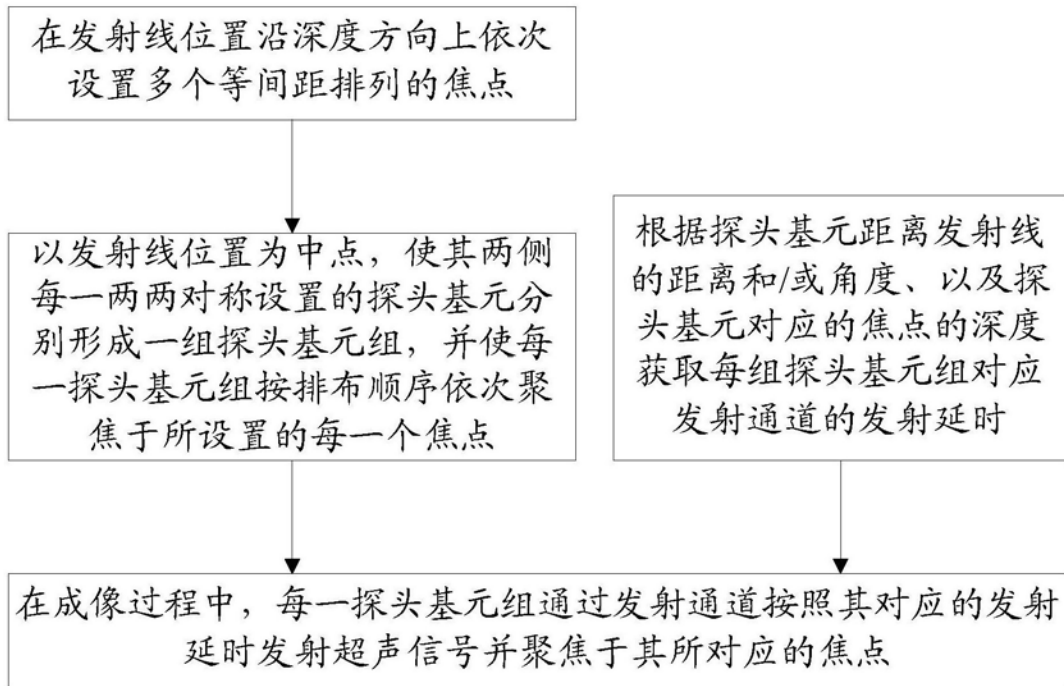 在发射线位置沿深度方向上依次
设置多个等间距排列的焦点
以发射线位置为中点，使其两侧
每一两两对称设置的探头基元分
别形成一组探头基元组，并使每
一探头基元组按排布顺序依次聚
焦于所设置的每一个焦点
根据探头基元距离发射线
的距离和/或角度、以及探
头基元对应的焦点的深度
获取每组探头基元组对应
发射通道的发射延时
在成像过程中，每一探头基元组通过发射通道按照其对应的发射
延时发射超声信号并聚焦于其所对应的焦点